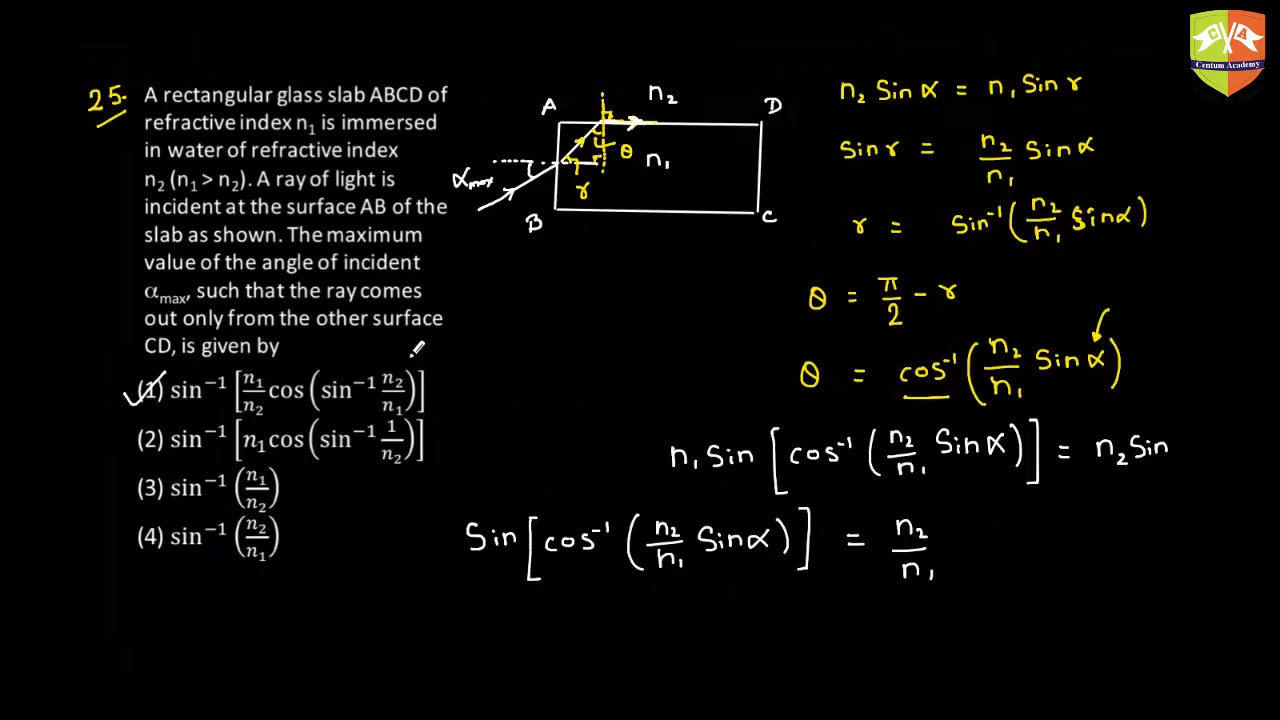 25.
A rectangular glass slab ABCD of
refractive index n₁ is immersed
in water of refractive index
n₂ (n₁ > n₂). A ray of light is
incident at the surface AB of the
slab as shown. The maximum
value of the angle of incident
α_max, such that the ray comes
out only from the other surface
CD, is given by
(1) sin⁻¹ [n₁/n₂ cos (sin⁻¹ n₂/n₁)]
(2) sin⁻¹ [n₁ cos (sin⁻¹ 1/n₂)]
(3) sin⁻¹ (n₁/n₂)
(4) sin⁻¹ (n₂/n₁)
A
n₂
D
θ
n₁
α_max
r
B
C
n₂ Sin α = n₁ Sin r
Sin r = n₂/n₁ Sin α
r = Sin⁻¹ (n₂/n₁ Sin α)
θ = π/2 - r
θ = cos⁻¹ (n₂/n₁ Sin α)
n₁ Sin [cos⁻¹ (n₂/n₁ Sin α)] = n₂ Sin
Sin [cos⁻¹ (n₂/n₁ Sin α)] = n₂/n₁
C A
Centum Academy